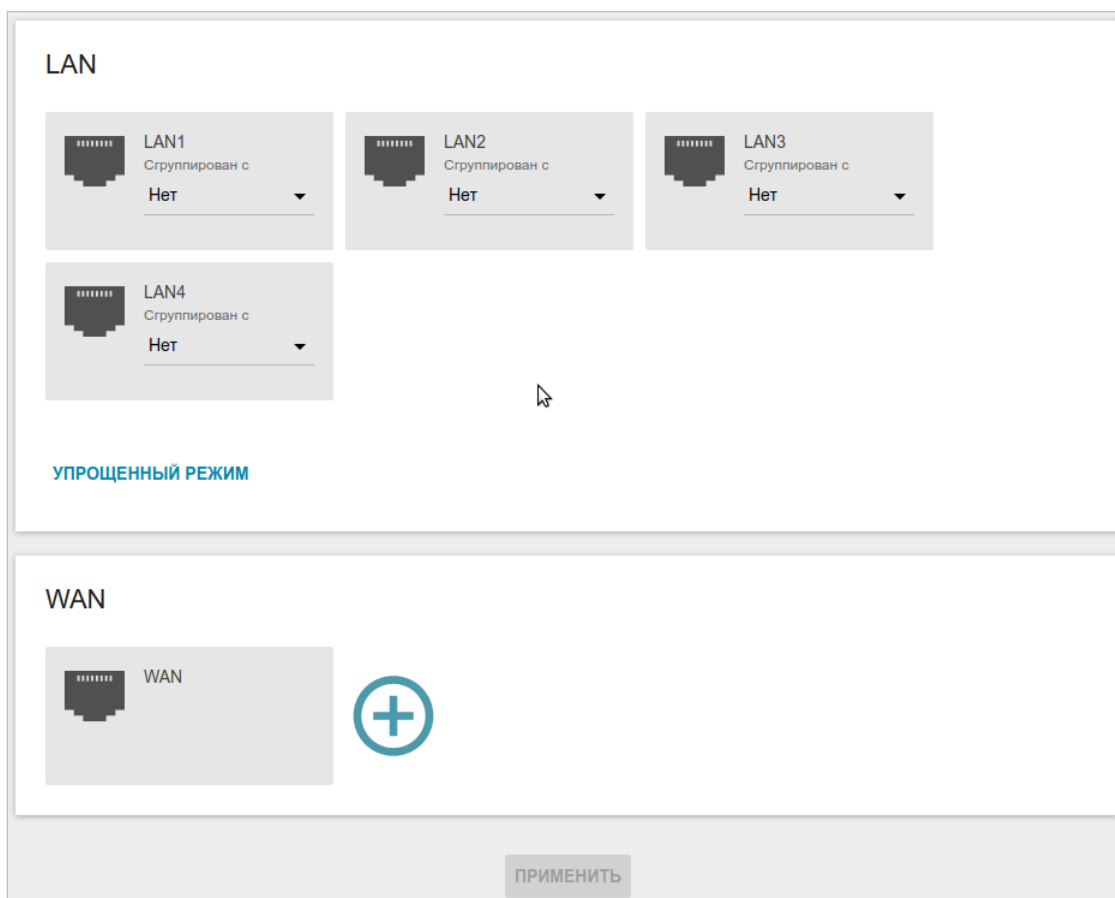 LAN
LAN1
Сгруппирован с
Нет
LAN2
Сгруппирован с
Нет
LAN3
Сгруппирован с
Нет
LAN4
Сгруппирован с
Нет
УПРОЩЕННЫЙ РЕЖИМ
WAN
WAN
ПРИМЕНИТЬ